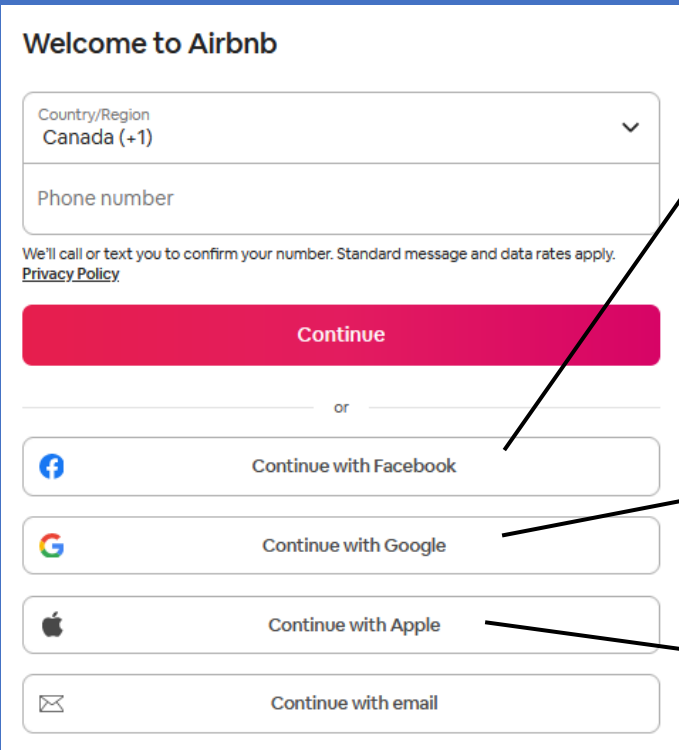 Welcome to Airbnb
Country/Region
Canada (+1)
Phone number
We'll call or text you to confirm your number. Standard message and data rates apply.
Privacy Policy
Continue
or
Continue with Facebook
Continue with Google
Continue with Apple
Continue with email